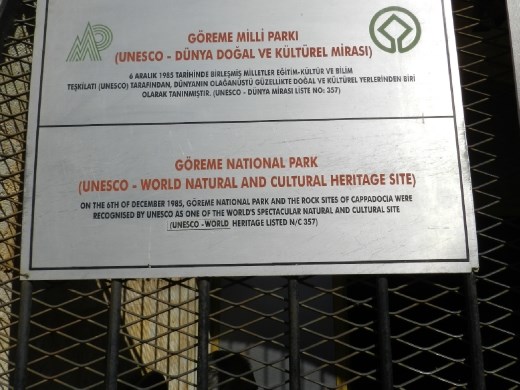 GÖREME MİLLİ PARKI
(UNESCO - DÜNYA DOĞAL VE KÜLTÜREL MİRASI)
6 ARALIK 1985 TARİHİNDE BİRLEŞMİŞ MİLLETLER EĞİTİM-KÜLTÜR VE BİLİM
TEŞKİLATI (UNESCO) TARAFINDAN, DÜNYANIN OLAĞANÜSTÜ GÜZELLİKTE DOĞAL VE KÜLTÜREL YERLERİNDEN BİRİ
OLARAK TANINMIŞTIR. (UNESCO - DÜNYA MİRASI LİSTE NO: 357)
GÖREME NATIONAL PARK
(UNESCO - WORLD NATURAL AND CULTURAL HERITAGE SITE)
ON THE 6TH OF DECEMBER 1985, GÖREME NATIONAL PARK AND THE ROCK SITES OF CAPPADOCIA WERE
RECOGNISED BY UNESCO AS ONE OF THE WORLD'S SPECTACULAR NATURAL AND CULTURAL SITE
(UNESCO - WORLD HERITAGE LISTED N/C 357)